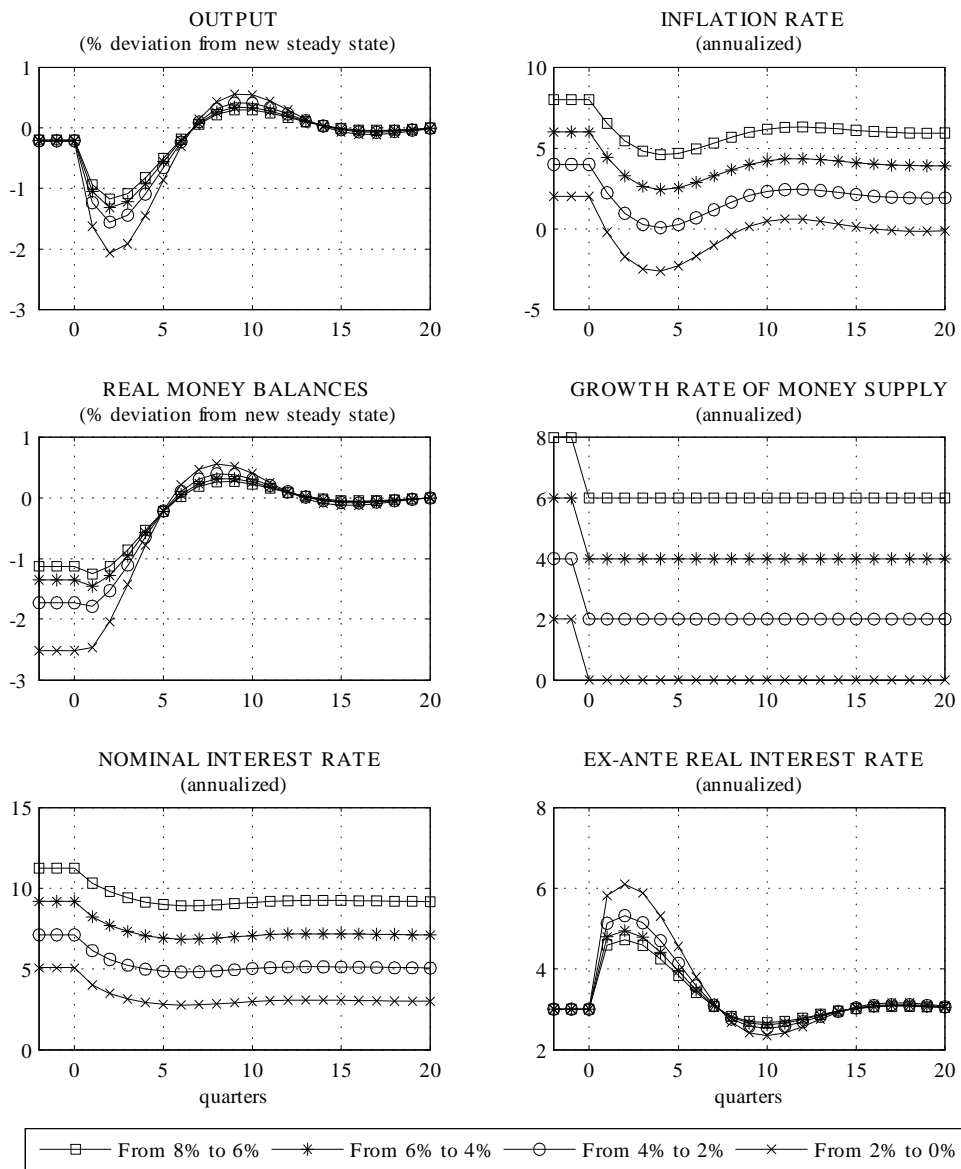 OUTPUT
(% deviation from new steady state)
1
0
-1
-2
-3
0 5 10 15 20
INFLATION RATE
(annualized)
10
5
0
-5
0 5 10 15 20
REAL MONEY BALANCES
(% deviation from new steady state)
1
0
-1
-2
-3
0 5 10 15 20
GROWTH RATE OF MONEY SUPPLY
(annualized)
8
6
4
2
0
0 5 10 15 20
NOMINAL INTEREST RATE
(annualized)
15
10
5
0
0 5 10 15 20
quarters
EX-ANTE REAL INTEREST RATE
(annualized)
8
6
4
2
0 5 10 15 20
quarters
From 8% to 6% From 6% to 4% From 4% to 2% From 2% to 0%